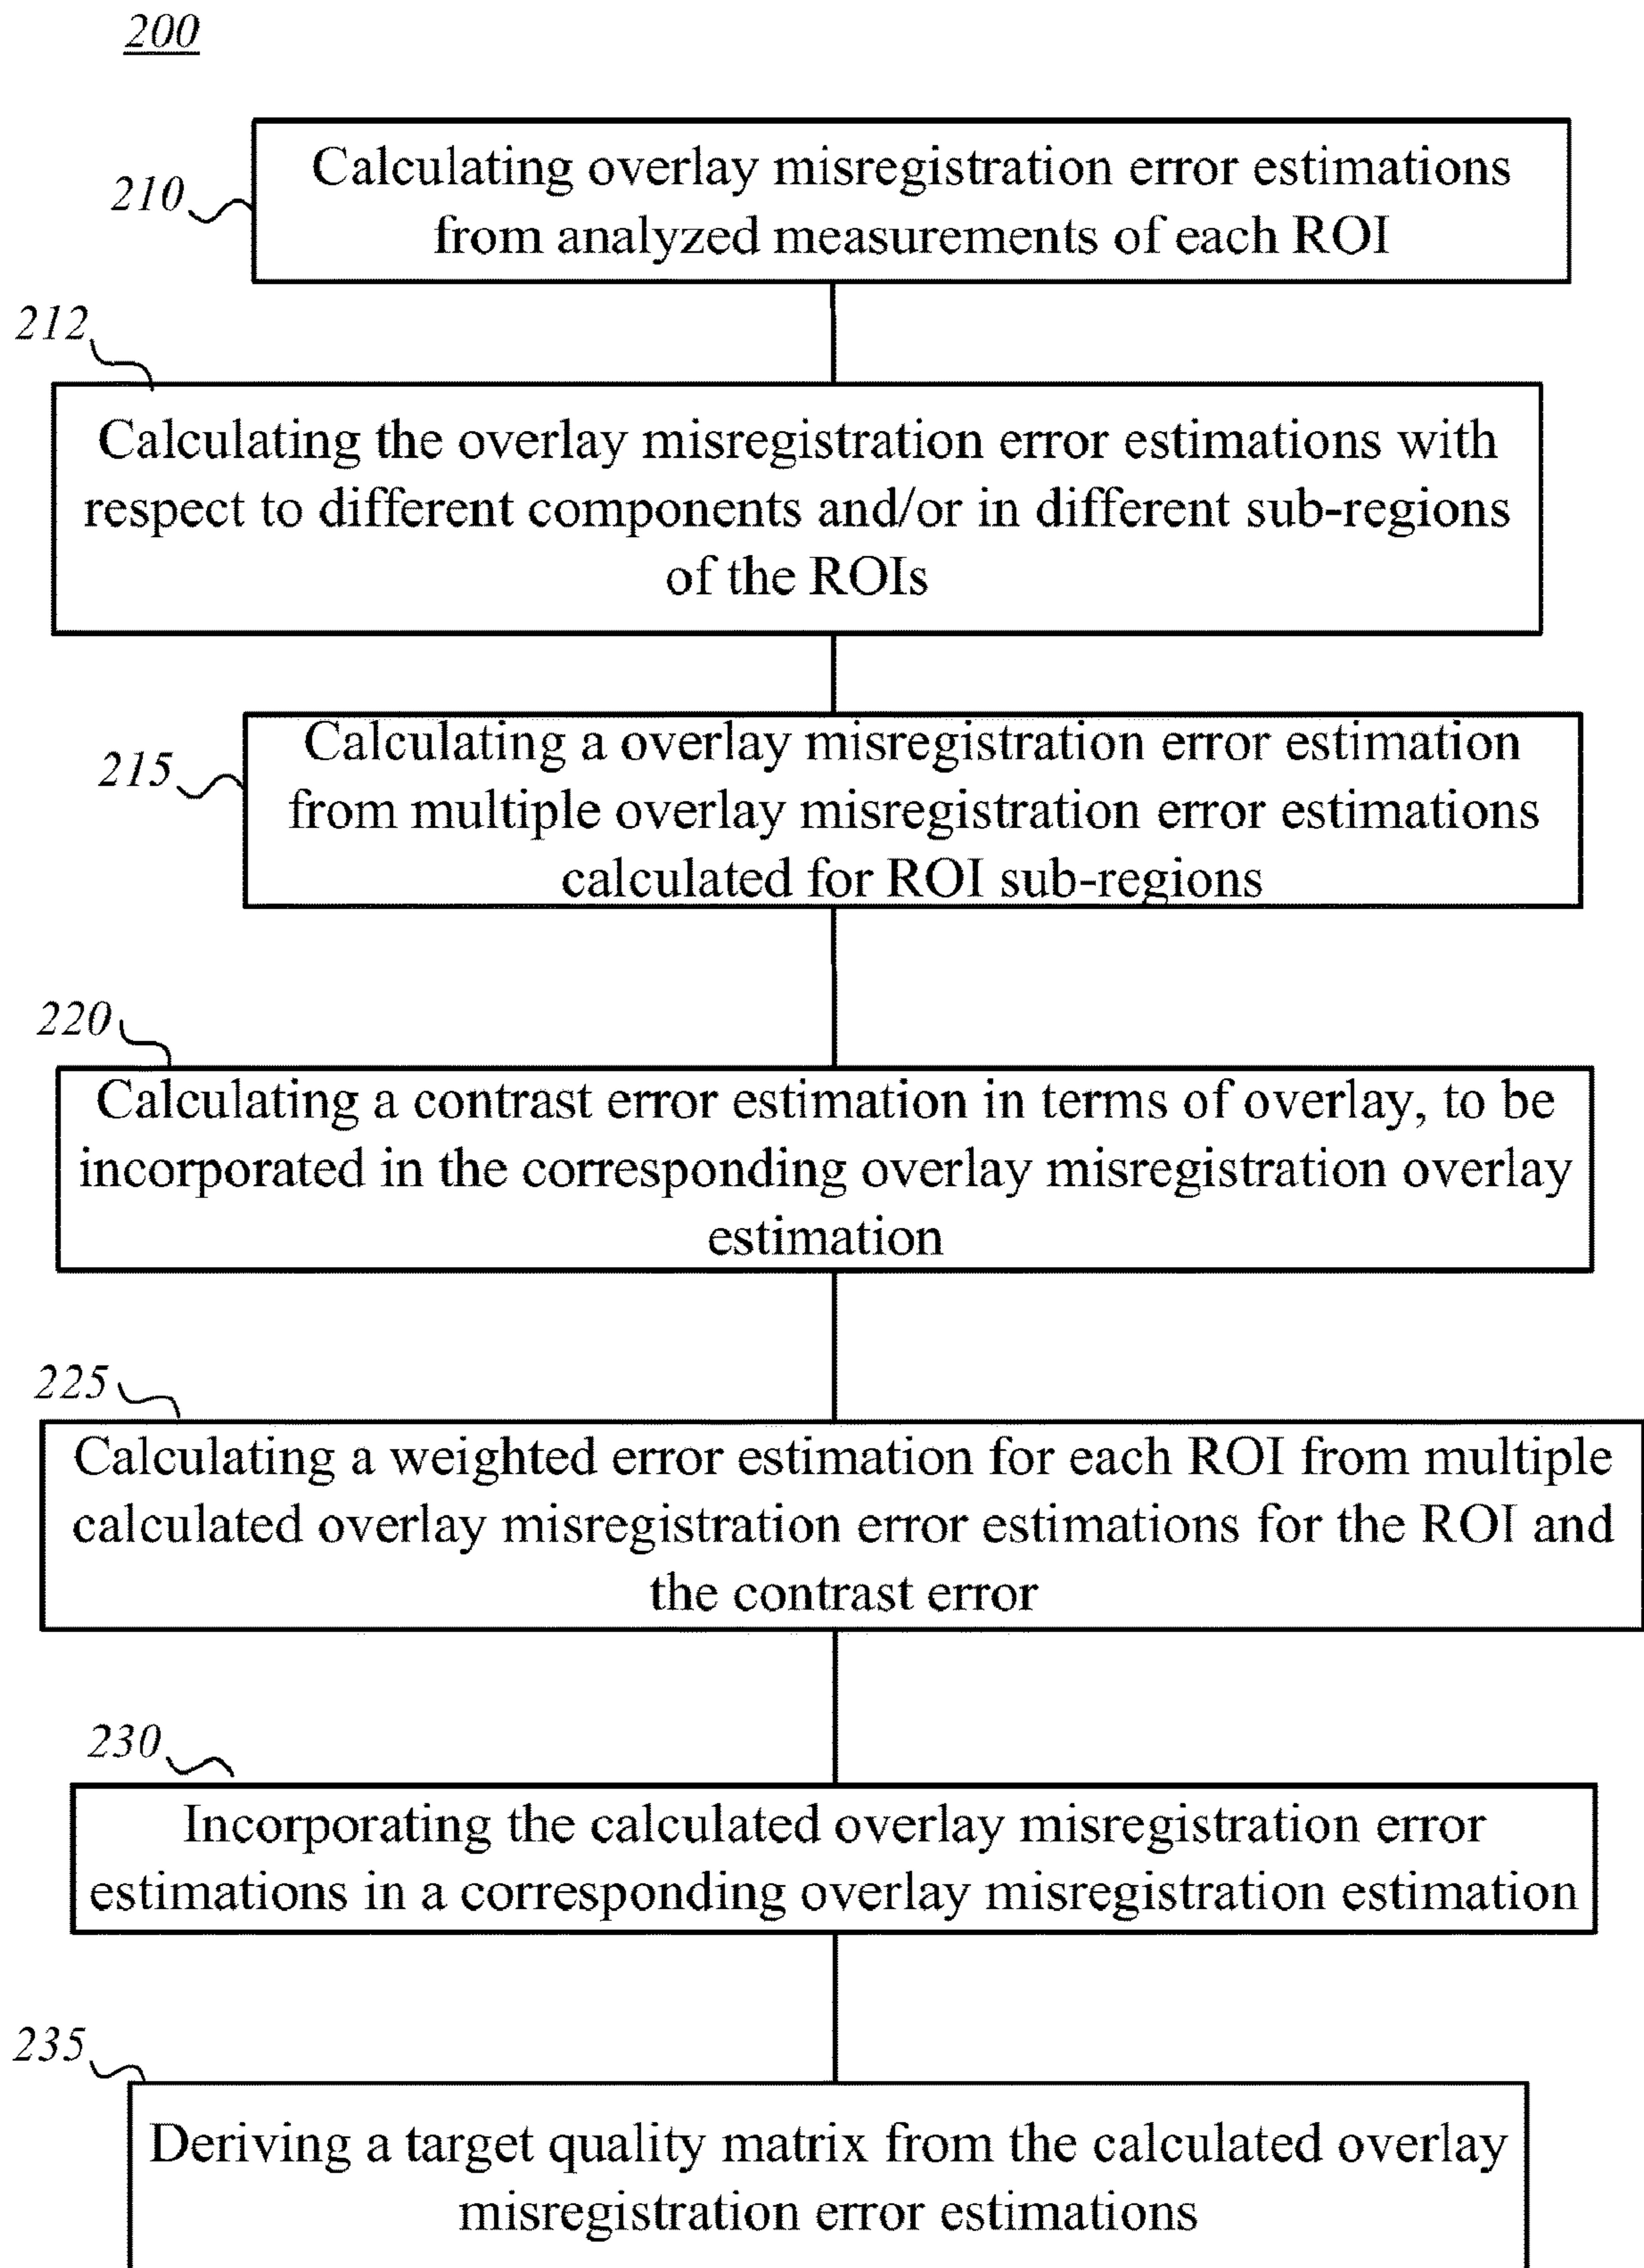 200
210
Calculating overlay misregistration error estimations
from analyzed measurements of each ROI
212
Calculating the overlay misregistration error estimations with
respect to different components and/or in different sub-regions
of the ROIs
215
Calculating a overlay misregistration error estimation
from multiple overlay misregistration error estimations
calculated for ROI sub-regions
220
Calculating a contrast error estimation in terms of overlay, to be
incorporated in the corresponding overlay misregistration overlay
estimation
225
Calculating a weighted error estimation for each ROI from multiple
calculated overlay misregistration error estimations for the ROI and
the contrast error
230
Incorporating the calculated overlay misregistration error
estimations in a corresponding overlay misregistration estimation
235
Deriving a target quality matrix from the calculated overlay
misregistration error estimations